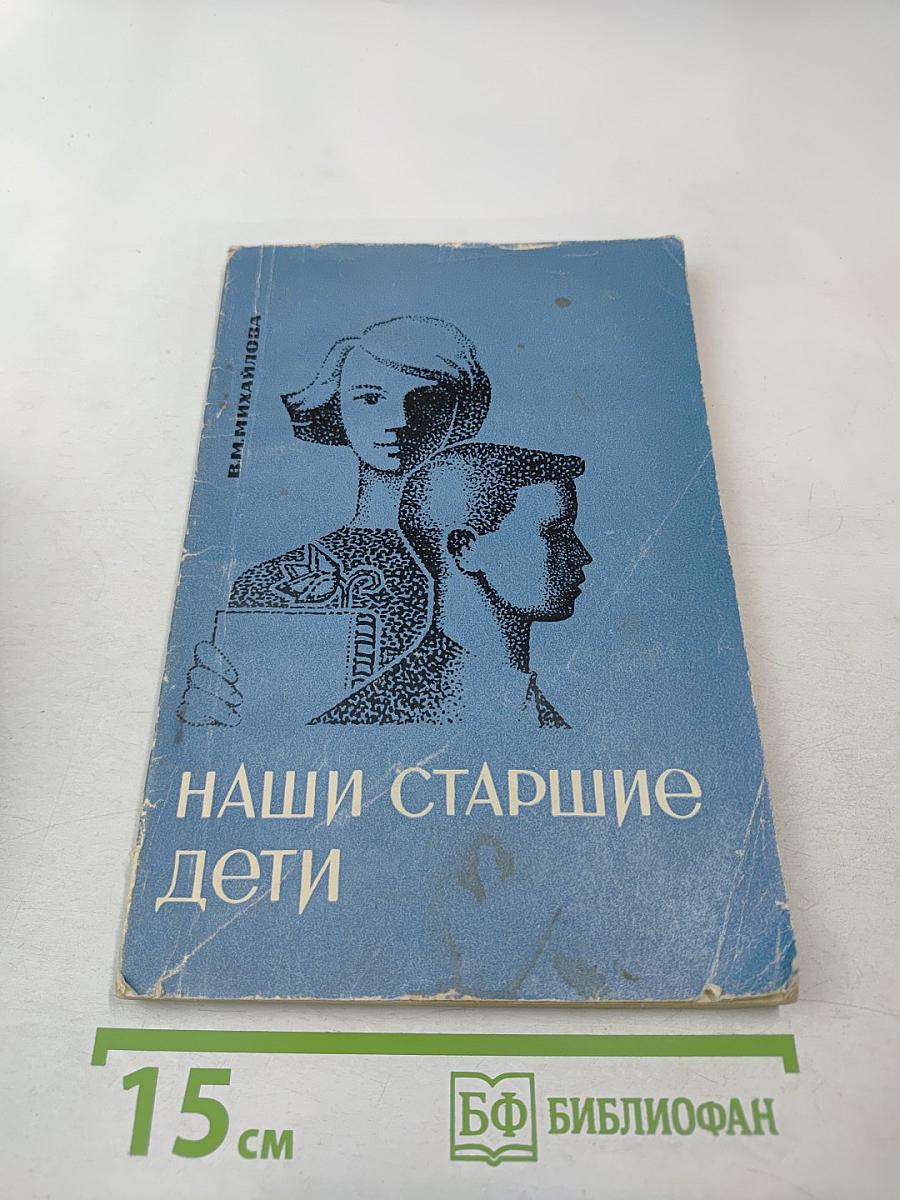 В.М.МИХАЙЛОВА
НАШИ СТАРШИЕ
ДЕТИ
15 см
БФ БИБЛИОФАН